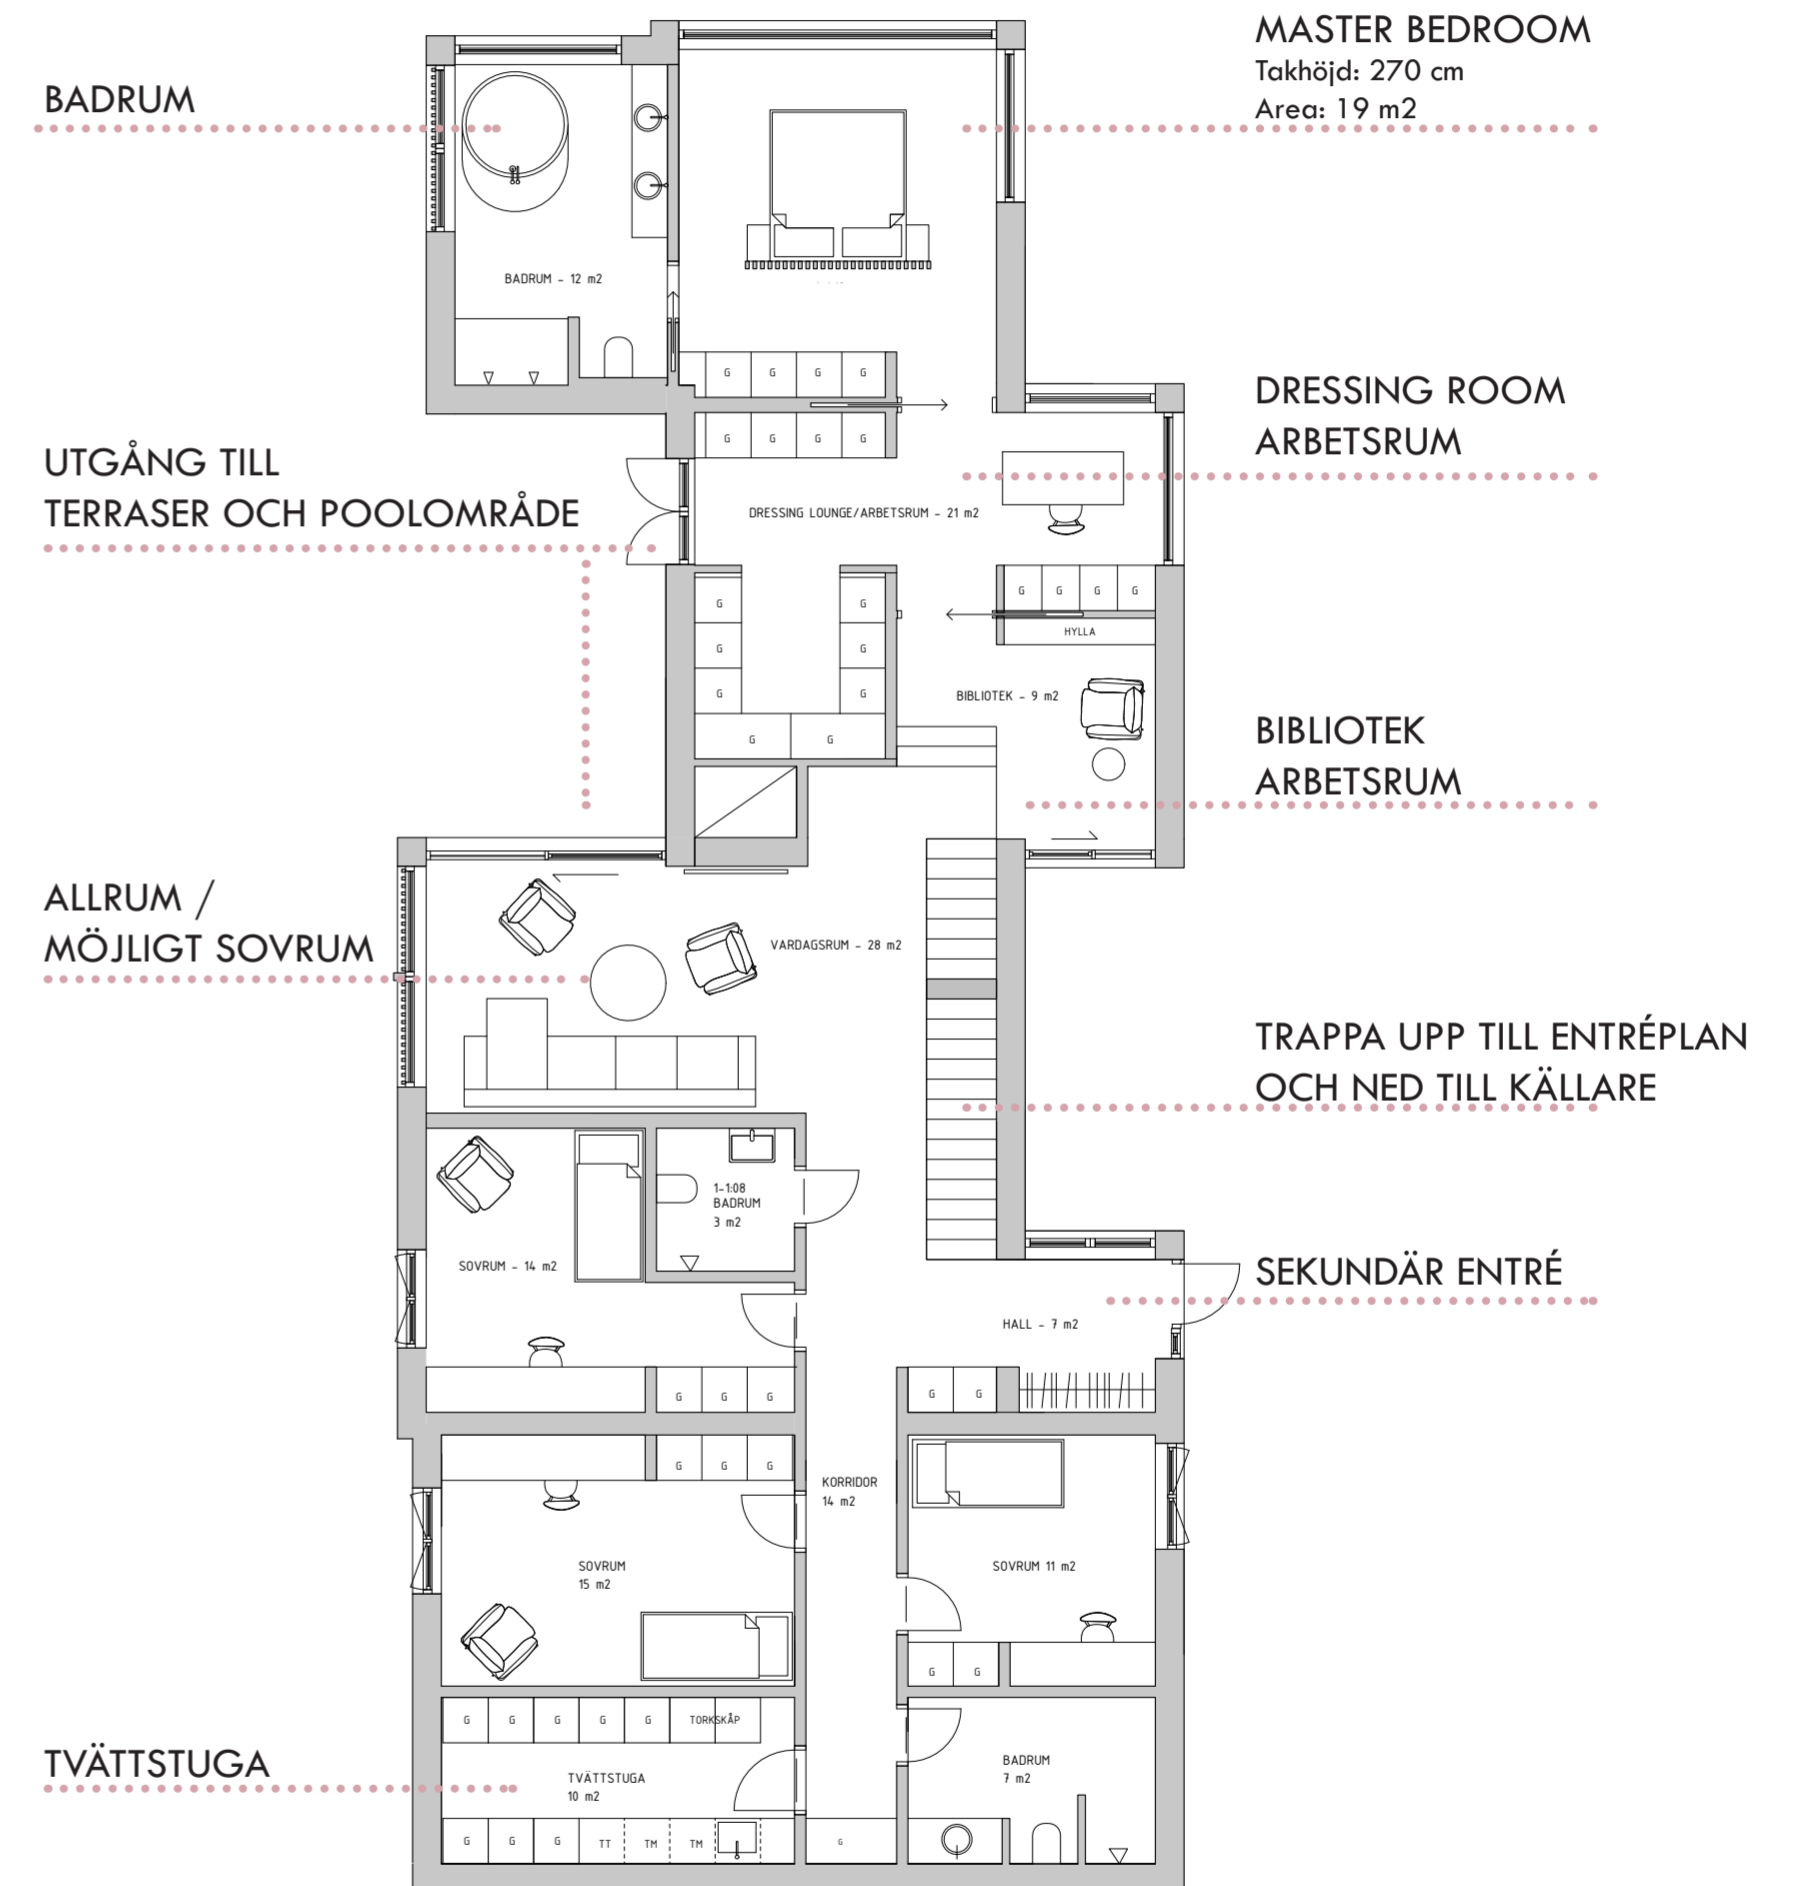 MASTER BEDROOM
Takhöjd: 270 cm
Area: 19 m2
BADRUM
BADRUM - 12 m2
G G G G
G G G G
DRESSING ROOM
ARBETSRUM
UTGÅNG TILL
TERRASER OCH POOLOMRÅDE
DRESSING LOUNGE/ARBETSRUM - 21 m2
G G G G G G
HYLLA
G G
G G
BIBLIOTEK - 9 m2
G G
BIBLIOTEK
ARBETSRUM
ALLRUM /
MÖJLIGT SOVRUM
VARDAGSRUM - 28 m2
TRAPPA UPP TILL ENTRÉPLAN
OCH NED TILL KÄLLARE
1-1:08
BADRUM
3 m2
SOVRUM - 14 m2
SEKUNDÄR ENTRÉ
HALL - 7 m2
G G G G G
G G G
KORRIDOR
14 m2
SOVRUM
15 m2
SOVRUM 11 m2
G G
G G G G G TORKSKÅP
TVÄTTSTUGA
TVÄTTSTUGA
10 m2
BADRUM
7 m2
G G G TT TM TM G